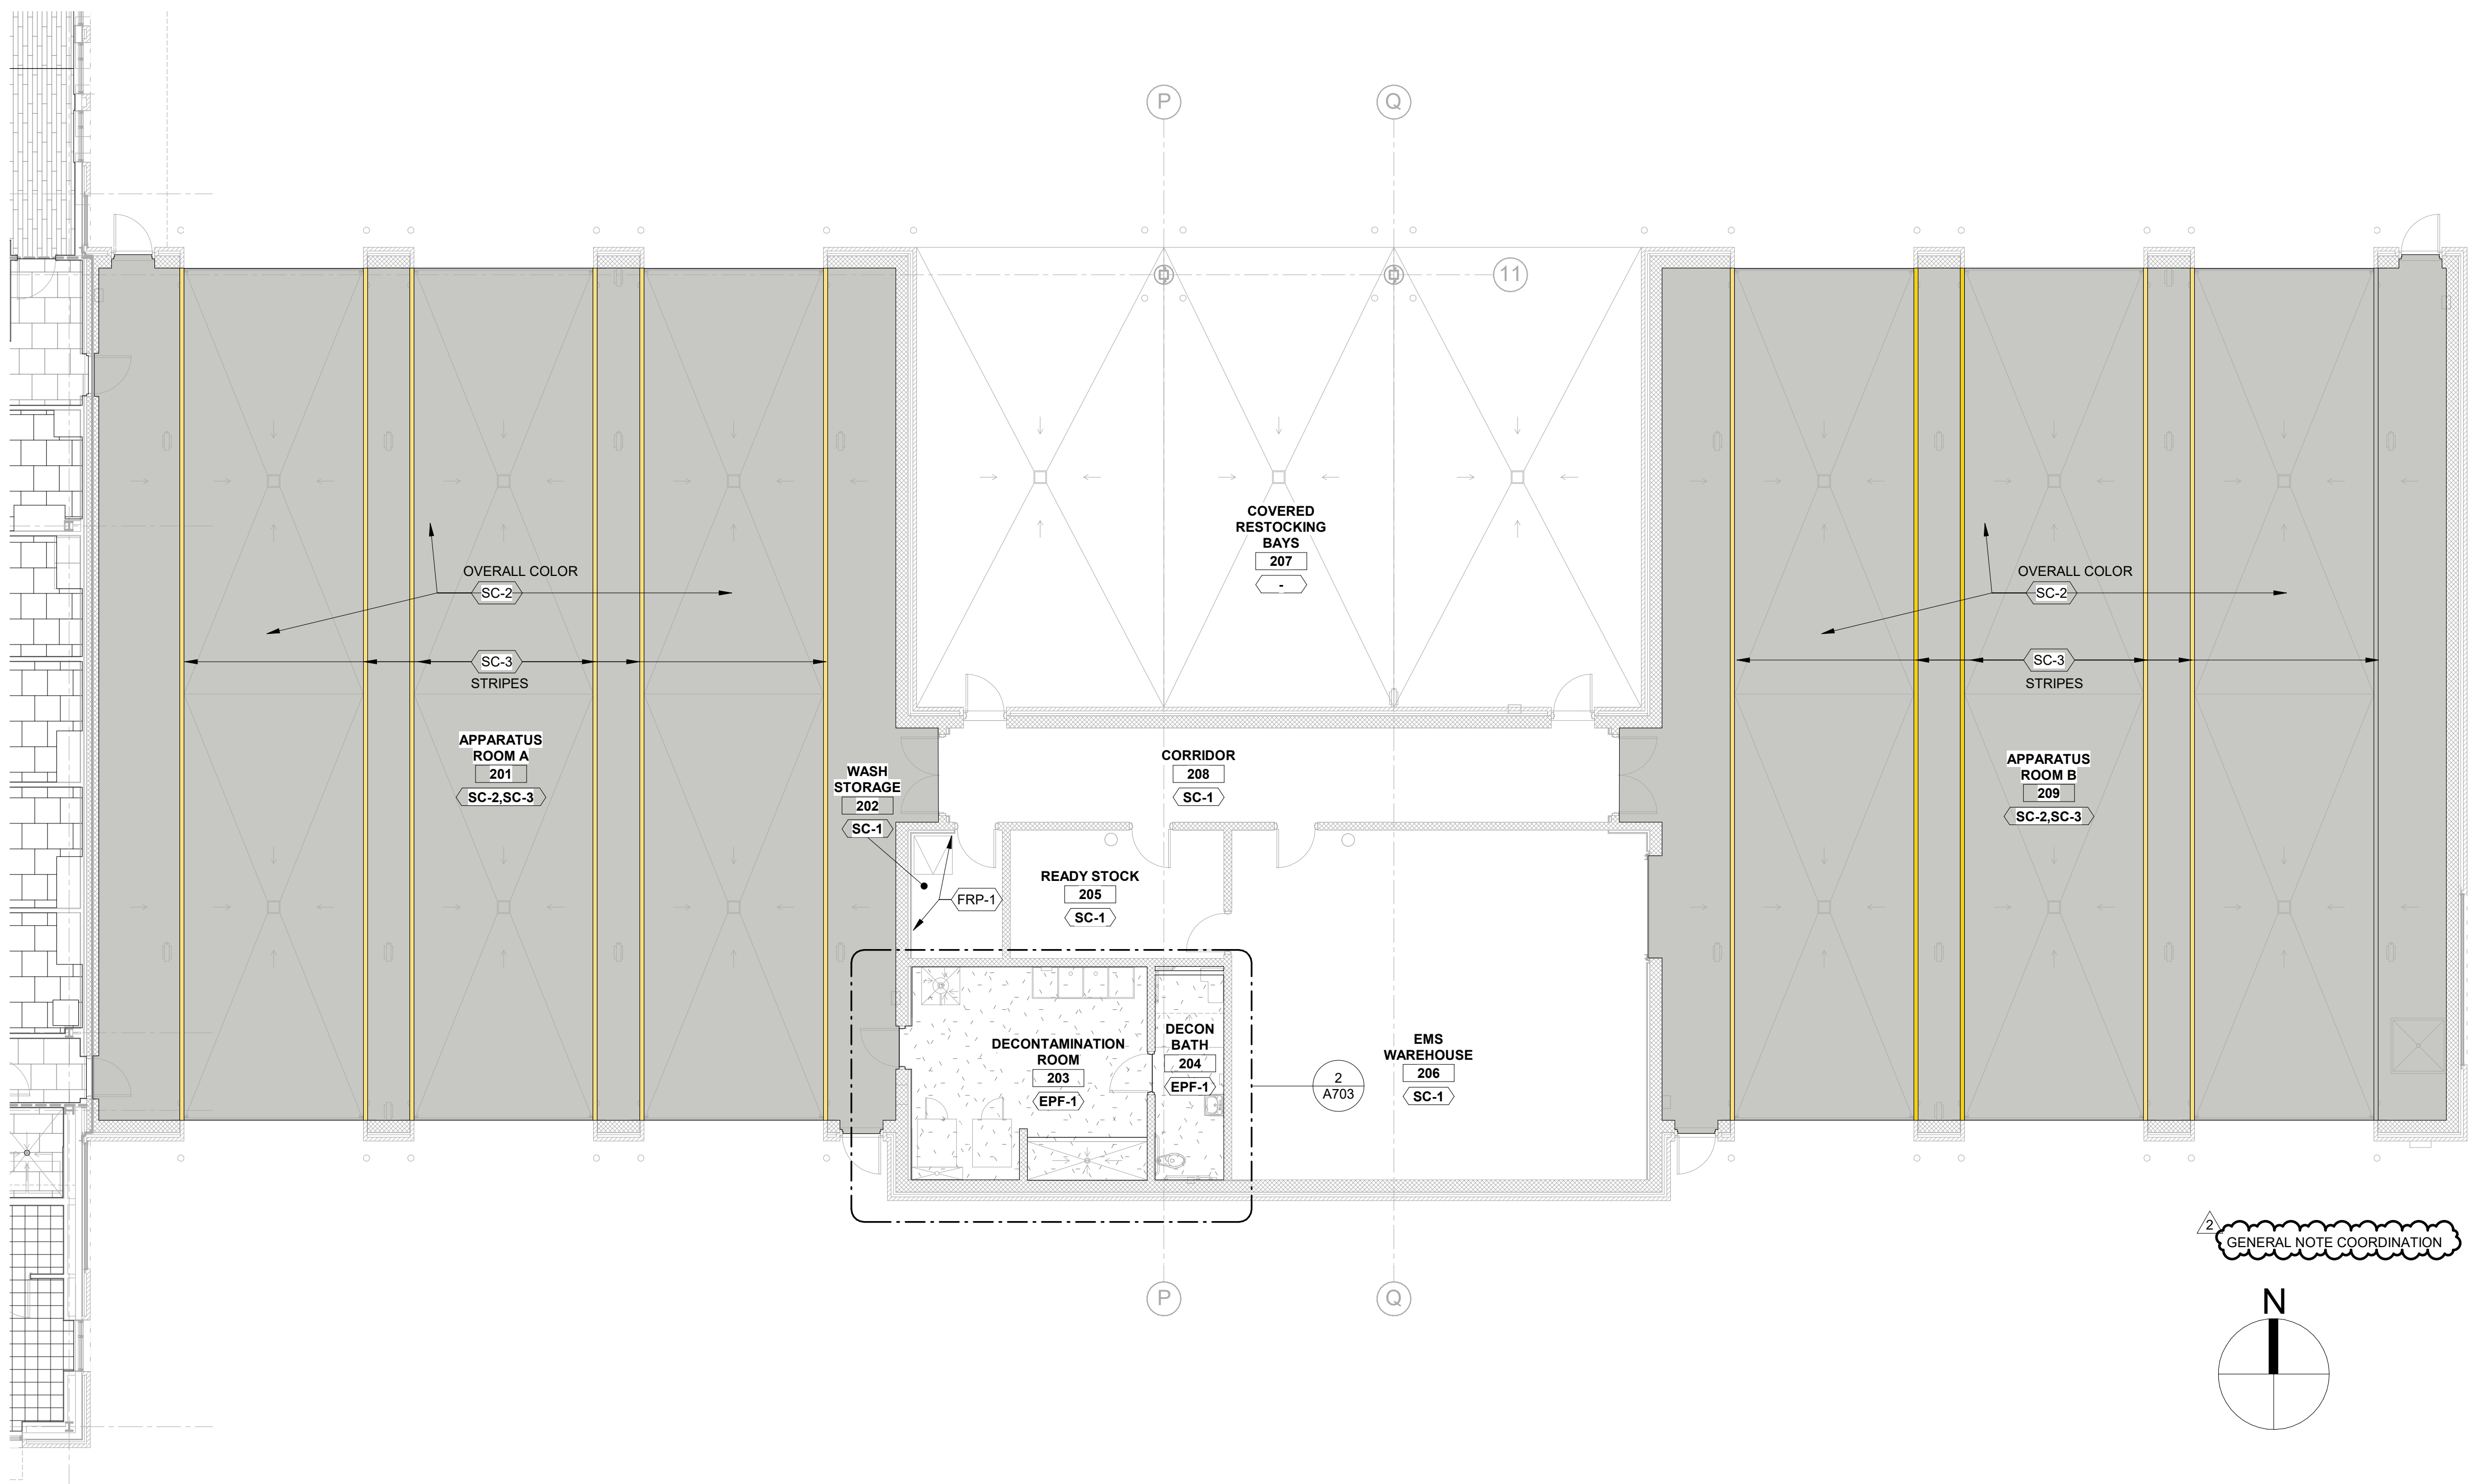 P
Q
11
COVERED
RESTOCKING
BAYS
207
-
OVERALL COLOR
SC-2
SC-3
STRIPES
APPARATUS
ROOM A
201
SC-2,SC-3
WASH
STORAGE
202
SC-1
CORRIDOR
208
SC-1
OVERALL COLOR
SC-2
SC-3
STRIPES
APPARATUS
ROOM B
209
SC-2,SC-3
FRP-1
READY STOCK
205
SC-1
DECONTAMINATION
ROOM
203
EPF-1
DECON
BATH
204
EPF-1
2
A703
EMS
WAREHOUSE
206
SC-1
P
Q
2
GENERAL NOTE COORDINATION
N